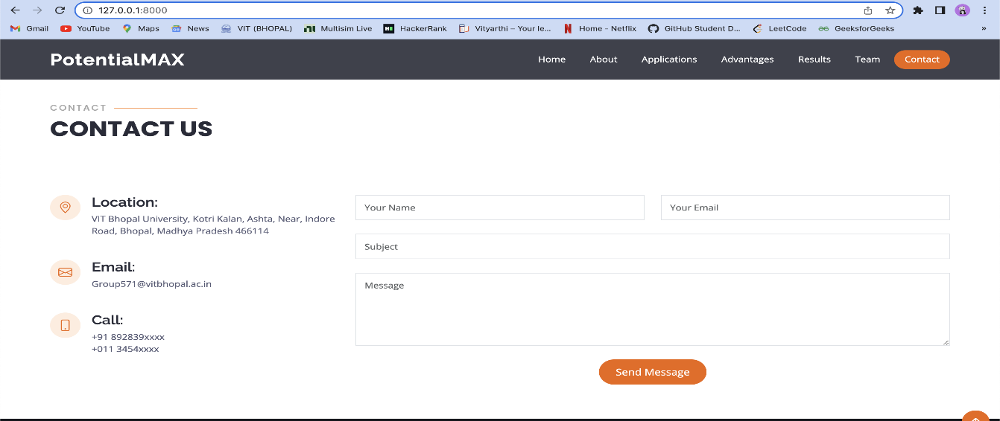 127.0.0.1:8000
Gmail YouTube Maps News VIT (BHOPAL) Multisim Live HackerRank Vityarthi – Your le... Home - Netflix GitHub Student D... LeetCode GeeksforGeeks »
PotentialMAX Home About Applications Advantages Results Team Contact
CONTACT
CONTACT US
Location:
VIT Bhopal University, Kotri Kalan, Ashta, Near, Indore
Road, Bhopal, Madhya Pradesh 466114
Email:
Group571@vitbhopal.ac.in
Call:
+91 892839xxxx
+011 3454xxxx
Your Name Your Email
Subject
Message
Send Message